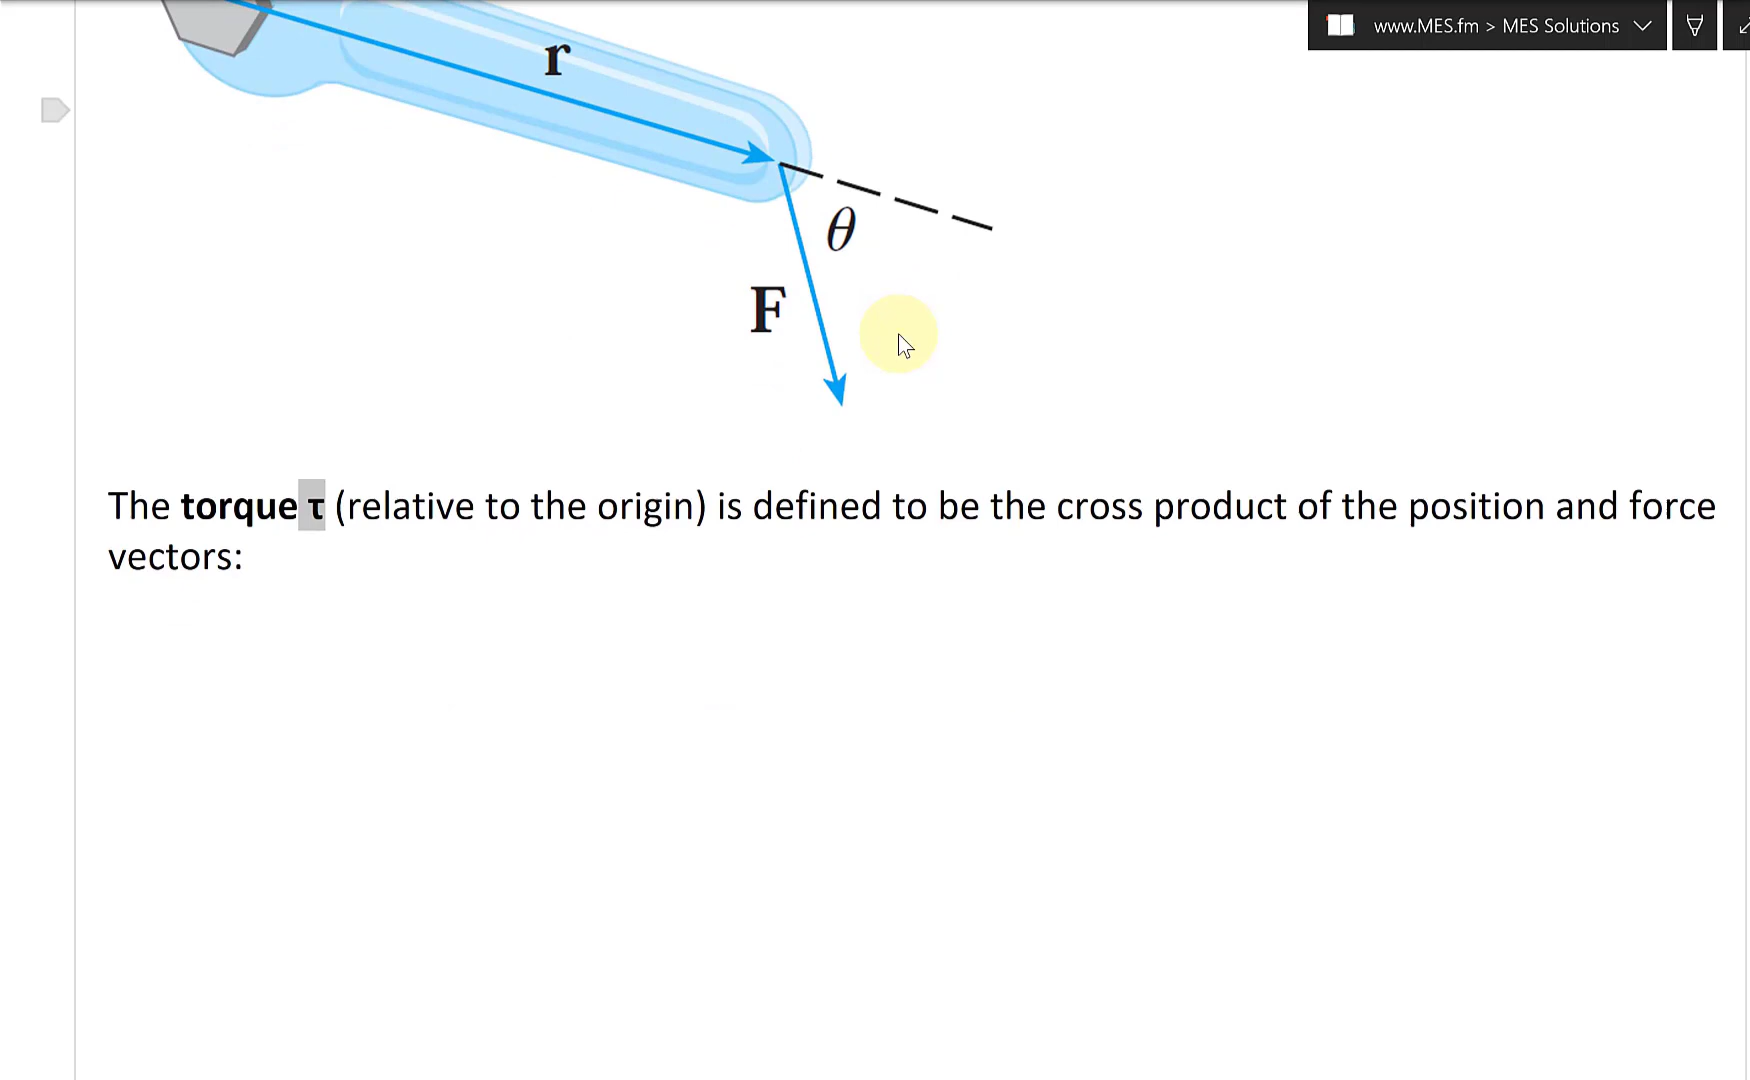 www.MES.fm > MES Solutions
r
θ
F
The torque τ (relative to the origin) is defined to be the cross product of the position and force
vectors: